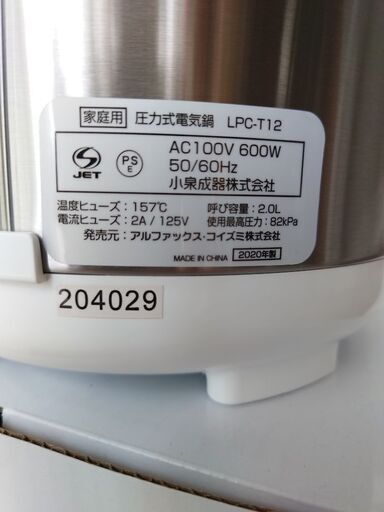 家庭用 圧力式電気鍋 LPC-T12
S JET
PS E
AC100V 600W
50/60Hz
小泉成器株式会社
温度ヒューズ：157℃ 呼び容量：2.0L
電流ヒューズ：2A / 125V 使用最高圧力：82kPa
発売元：アルファックス・コイズミ株式会社
MADE IN CHINA 2020年製
204029